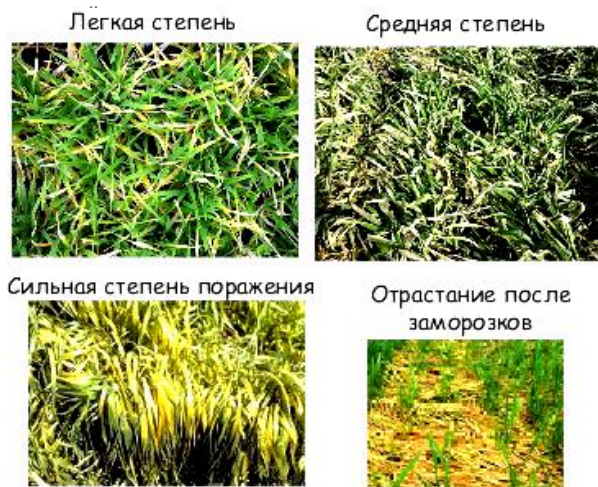 Лёгкая степень
Средняя степень
Сильная степень поражения
Отрастание после
заморозков